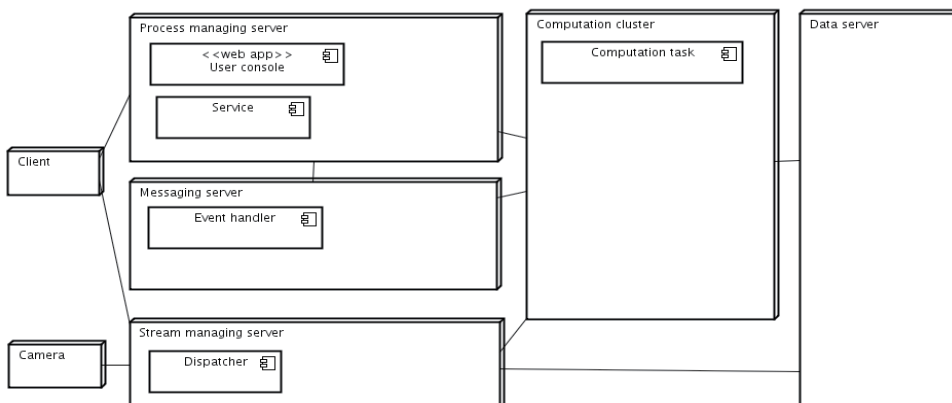 Process managing server
<<web app>>
User console
Service
Computation cluster
Computation task
Data server
Client
Messaging server
Event handler
Stream managing server
Dispatcher
Camera